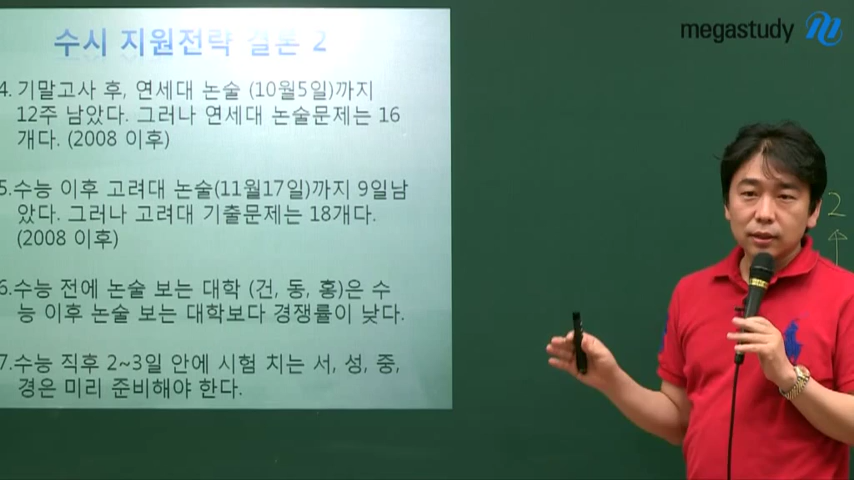 megastudy
수시 지원전략 결론 2
4. 기말고사 후, 연세대 논술 (10월5일)까지
12주 남았다. 그러나 연세대 논술문제는 16
개다. (2008 이후)
5.수능 이후 고려대 논술(11월17일)까지 9일남
았다. 그러나 고려대 기출문제는 18개다.
(2008 이후)
6.수능 전에 논술 보는 대학 (건, 동, 홍)은 수
능 이후 논술 보는 대학보다 경쟁률이 낮다.
7.수능 직후 2~3일 안에 시험 치는 서, 성, 중,
경은 미리 준비해야 한다.
2